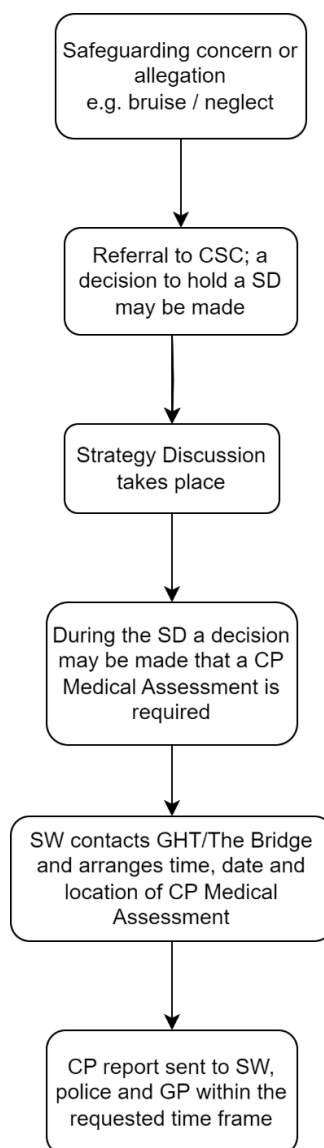 Safeguarding concern or
allegation
e.g. bruise / neglect
Referral to CSC; a
decision to hold a SD
may be made
Strategy Discussion
takes place
During the SD a decision
may be made that a CP
Medical Assessment is
required
SW contacts GHT/The Bridge
and arranges time, date and
location of CP Medical
Assessment
CP report sent to SW,
police and GP within the
requested time frame